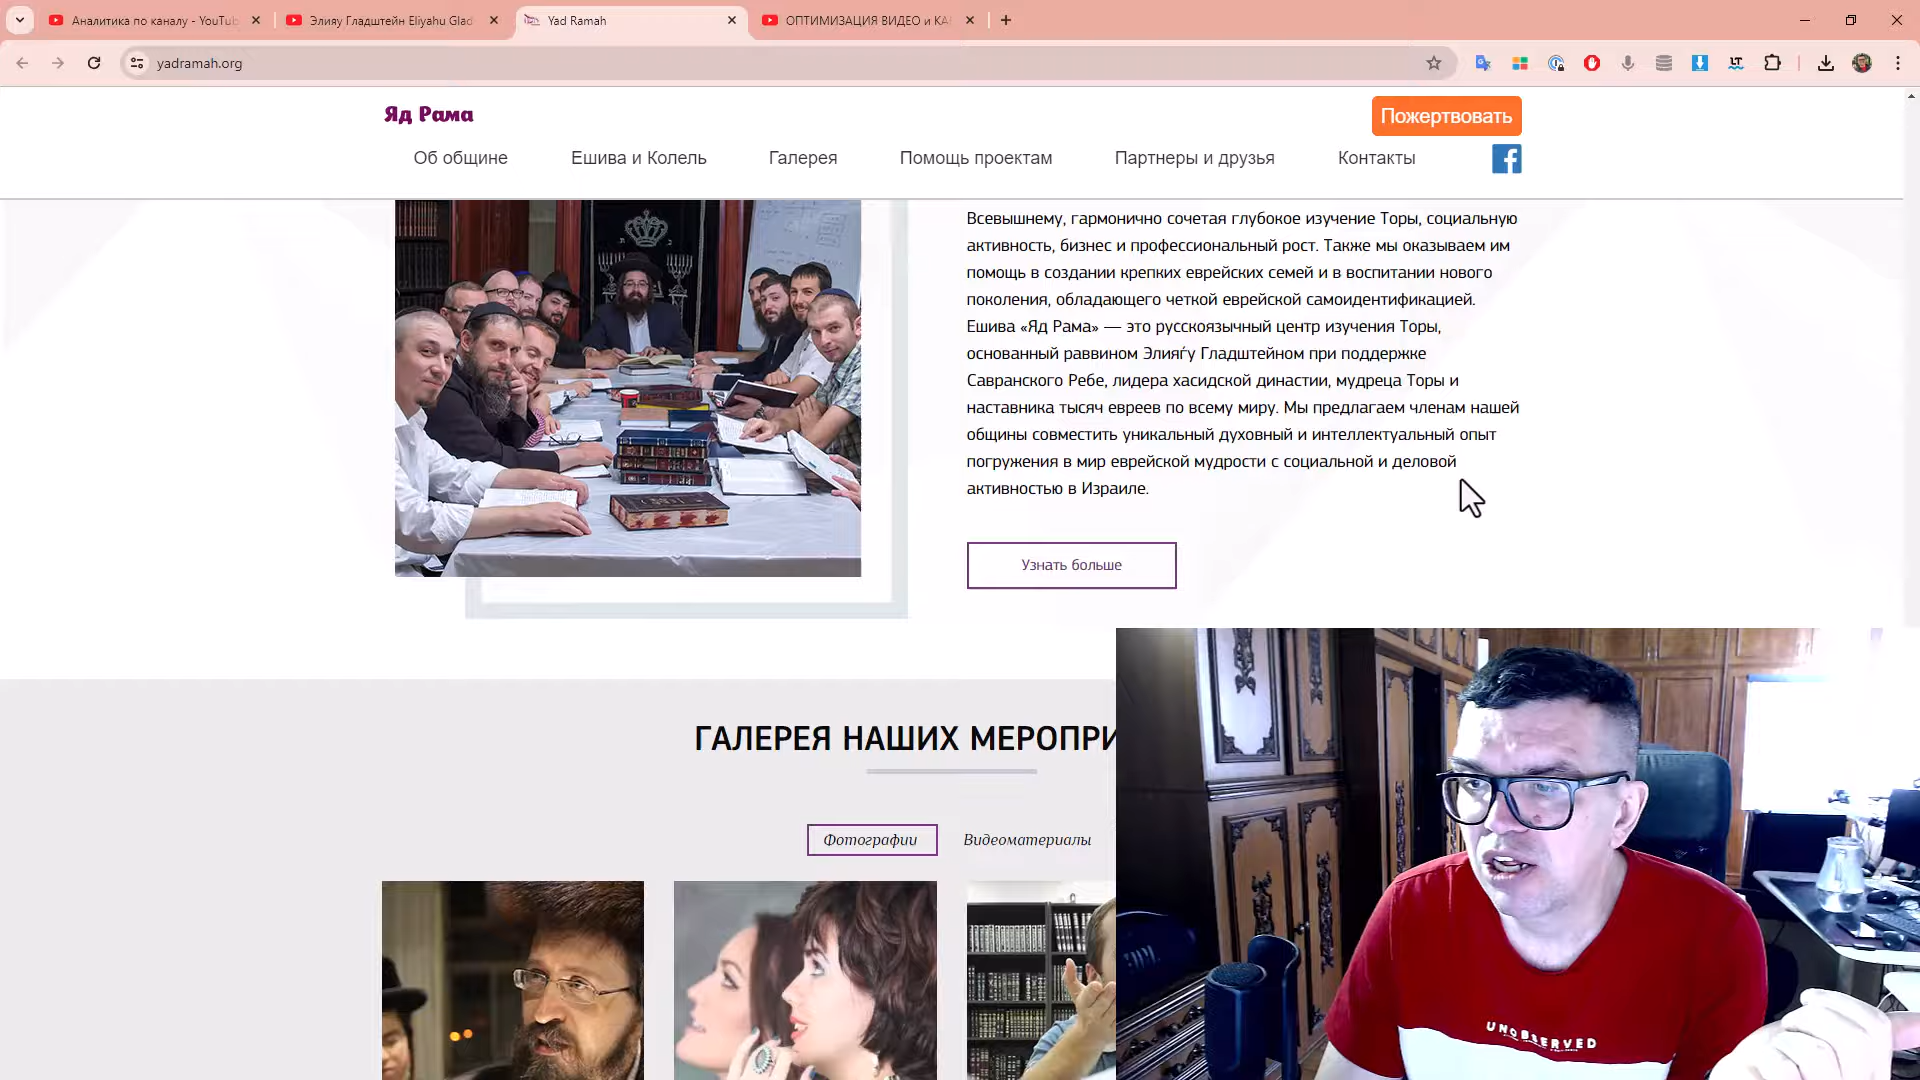 Аналитика по каналу - YouTub
Элияу Гладштейн Eliyahu Glad
Yad Ramah
ОПТИМИЗАЦИЯ ВИДЕО и КА
yadramah.org
LT
Яд Рама
Пожертвовать
Об общине
Ешива и Колель
Галерея
Помощь проектам
Партнеры и друзья
Контакты
Всевышнему, гармонично сочетая глубокое изучение Торы, социальную
активность, бизнес и профессиональный рост. Также мы оказываем им
помощь в создании крепких еврейских семей и в воспитании нового
поколения, обладающего четкой еврейской самоидентификацией.
Ешива «Яд Рама» — это русскоязычный центр изучения Торы,
основанный раввином Элияѓу Гладштейном при поддержке
Савранского Ребе, лидера хасидской династии, мудреца Торы и
наставника тысяч евреев по всему миру. Мы предлагаем членам нашей
общины совместить уникальный духовный и интеллектуальный опыт
погружения в мир еврейской мудрости с социальной и деловой
активностью в Израиле.
Узнать больше
ГАЛЕРЕЯ НАШИХ МЕРОПРИ
Фотографии
Видеоматериалы
UNOBSERVED